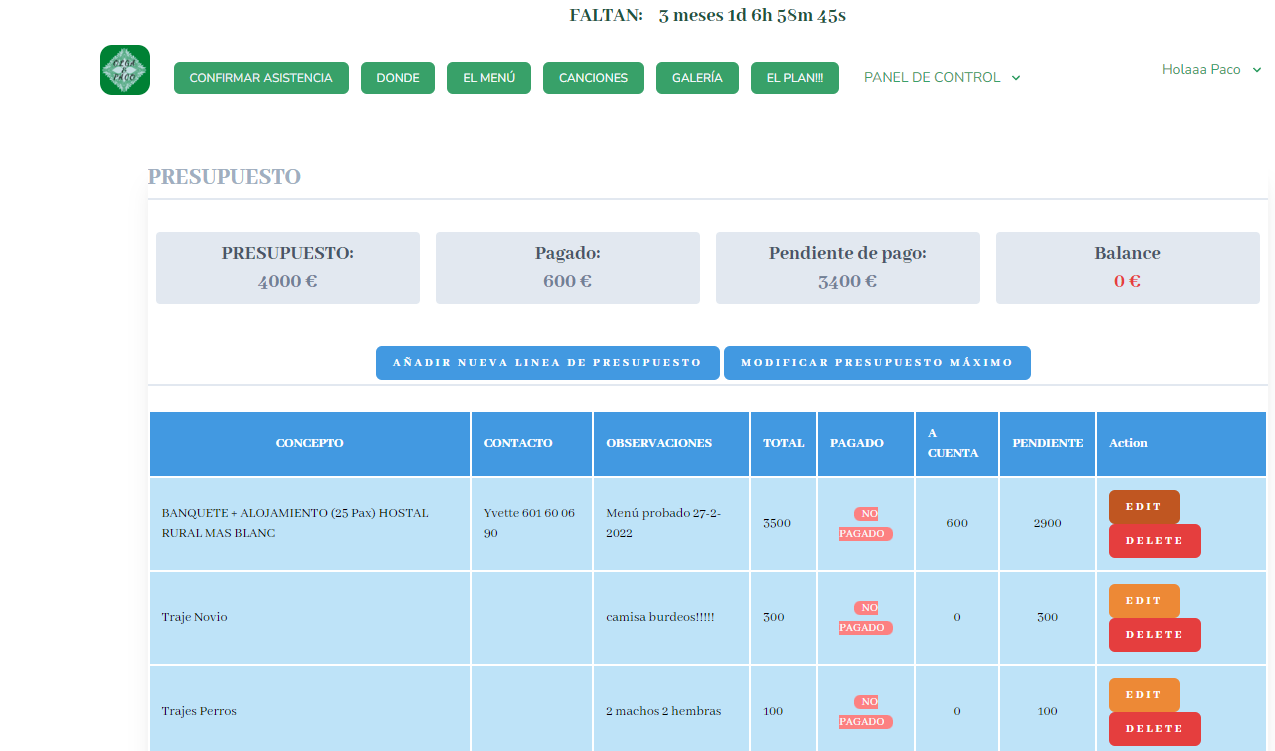 FALTAN: 3 meses 1d 6h 58m 45s
OLGA
&
PACO
CONFIRMAR ASISTENCIA
DONDE
EL MENÚ
CANCIONES
GALERÍA
EL PLAN!!!
PANEL DE CONTROL
Holaaa Paco
PRESUPUESTO
PRESUPUESTO:
4000 €
Pagado:
600 €
Pendiente de pago:
3400 €
Balance
0 €
AÑADIR NUEVA LINEA DE PRESUPUESTO
MODIFICAR PRESUPUESTO MÁXIMO
CONCEPTO
CONTACTO
OBSERVACIONES
TOTAL
PAGADO
A
CUENTA
PENDIENTE
Action
BANQUETE + ALOJAMIENTO (25 Pax) HOSTAL
RURAL MAS BLANC
Yvette 601 60 06
90
Menú probado 27-2-
2022
3500
NO
PAGADO
600
2900
EDIT
DELETE
Traje Novio
camisa burdeos!!!!!
300
NO
PAGADO
0
300
EDIT
DELETE
Trajes Perros
2 machos 2 hembras
100
NO
PAGADO
0
100
EDIT
DELETE